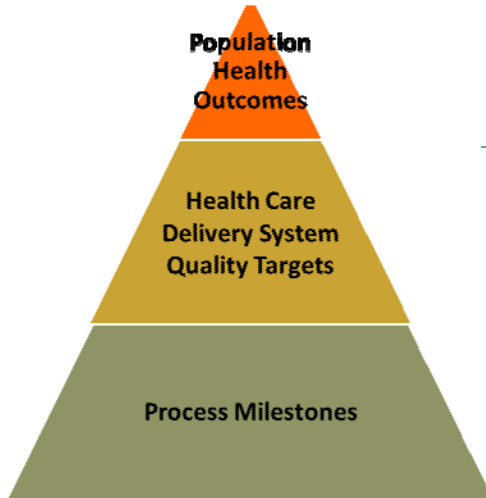 Population
Health
Outcomes
Health Care
Delivery System
Quality Targets
Process Milestones